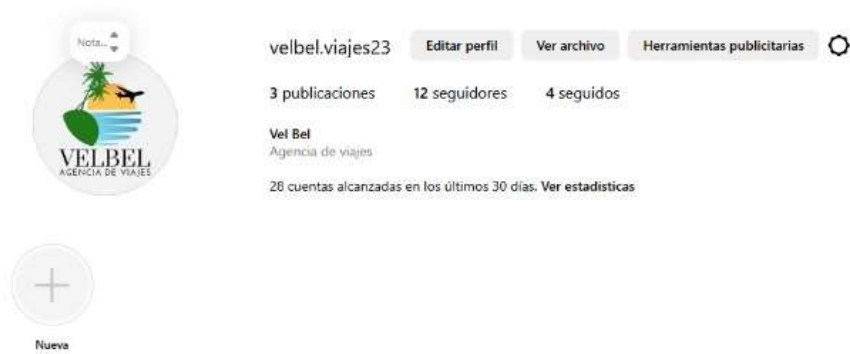 Nota...
velbel.viajes23 Editar perfil Ver archivo Herramientas publicitarias
3 publicaciones 12 seguidores 4 seguidos
Vel Bel
Agencia de viajes
28 cuentas alcanzadas en los últimos 30 días. Ver estadísticas
VELBEL
AGENCIA DE VIAJES
Nueva